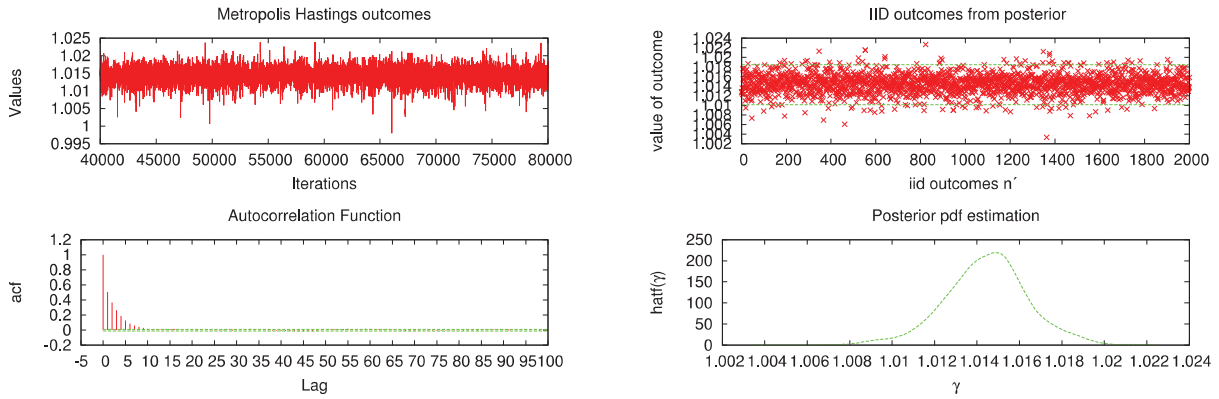 Metropolis Hastings outcomes
1.025
1.02
1.015
1.01
1.005
1
0.995
Values
40000 45000 50000 55000 60000 65000 70000 75000 80000
Iterations
IID outcomes from posterior
1.024
1.022
1.02
1.018
1.016
1.014
1.012
1.01
1.008
1.006
1.004
1.002
value of outcome
0 200 400 600 800 1000 1200 1400 1600 1800 2000
iid outcomes n´
Autocorrelation Function
1.2
1
0.8
0.6
0.4
0.2
0
-0.2
acf
-5 0 5 10 15 20 25 30 35 40 45 50 55 60 65 70 75 80 85 90 95 100
Lag
Posterior pdf estimation
250
200
150
100
50
0
hatf(γ)
1.002 1.004 1.006 1.008 1.01 1.012 1.014 1.016 1.018 1.02 1.022 1.024
γ